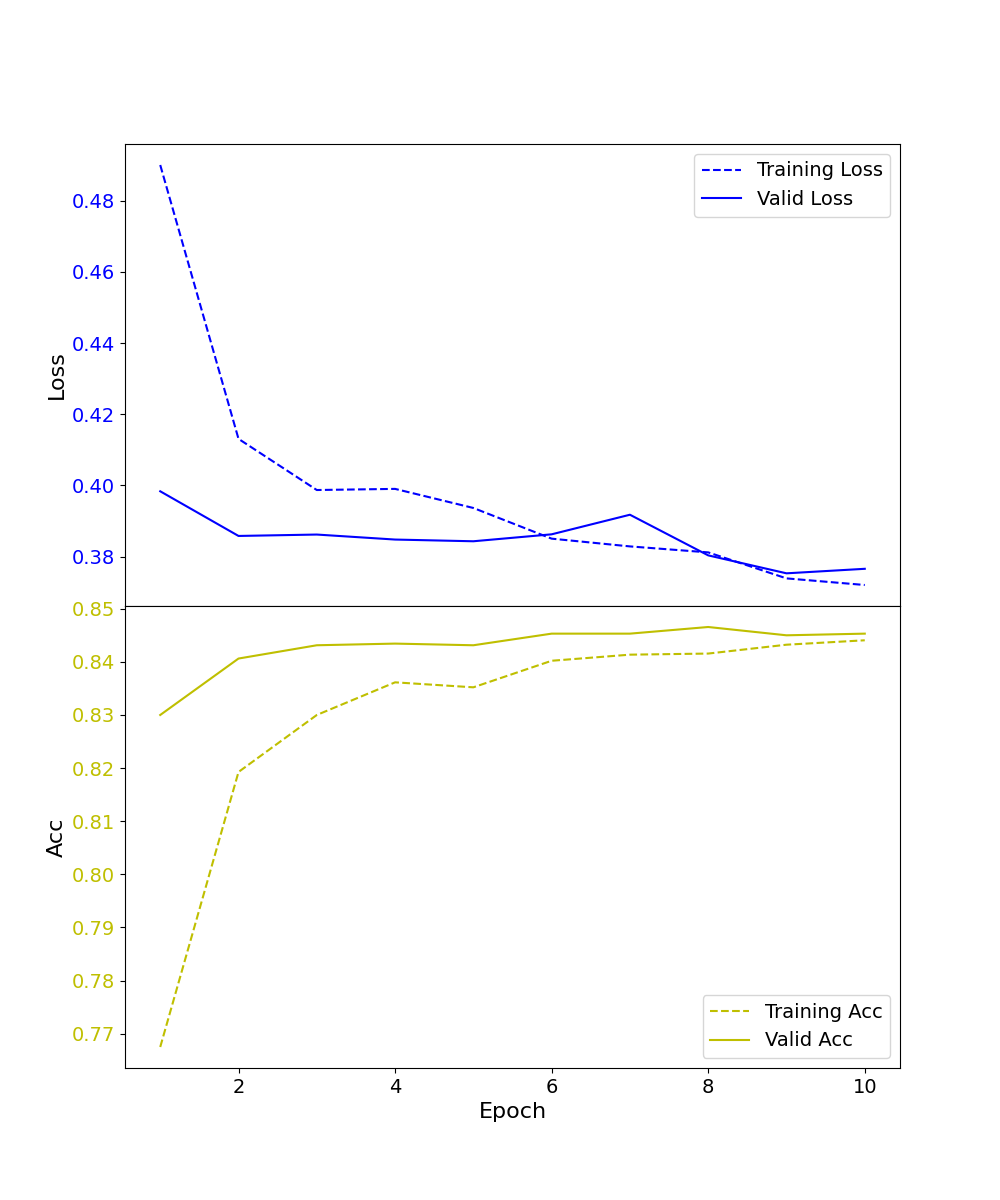 Training Loss
Valid Loss
0.48
0.46
0.44
0.42
0.40
0.38
Loss
0.85
0.84
0.83
0.82
0.81
0.80
0.79
0.78
0.77
Acc
Training Acc
Valid Acc
2 4 6 8 10
Epoch